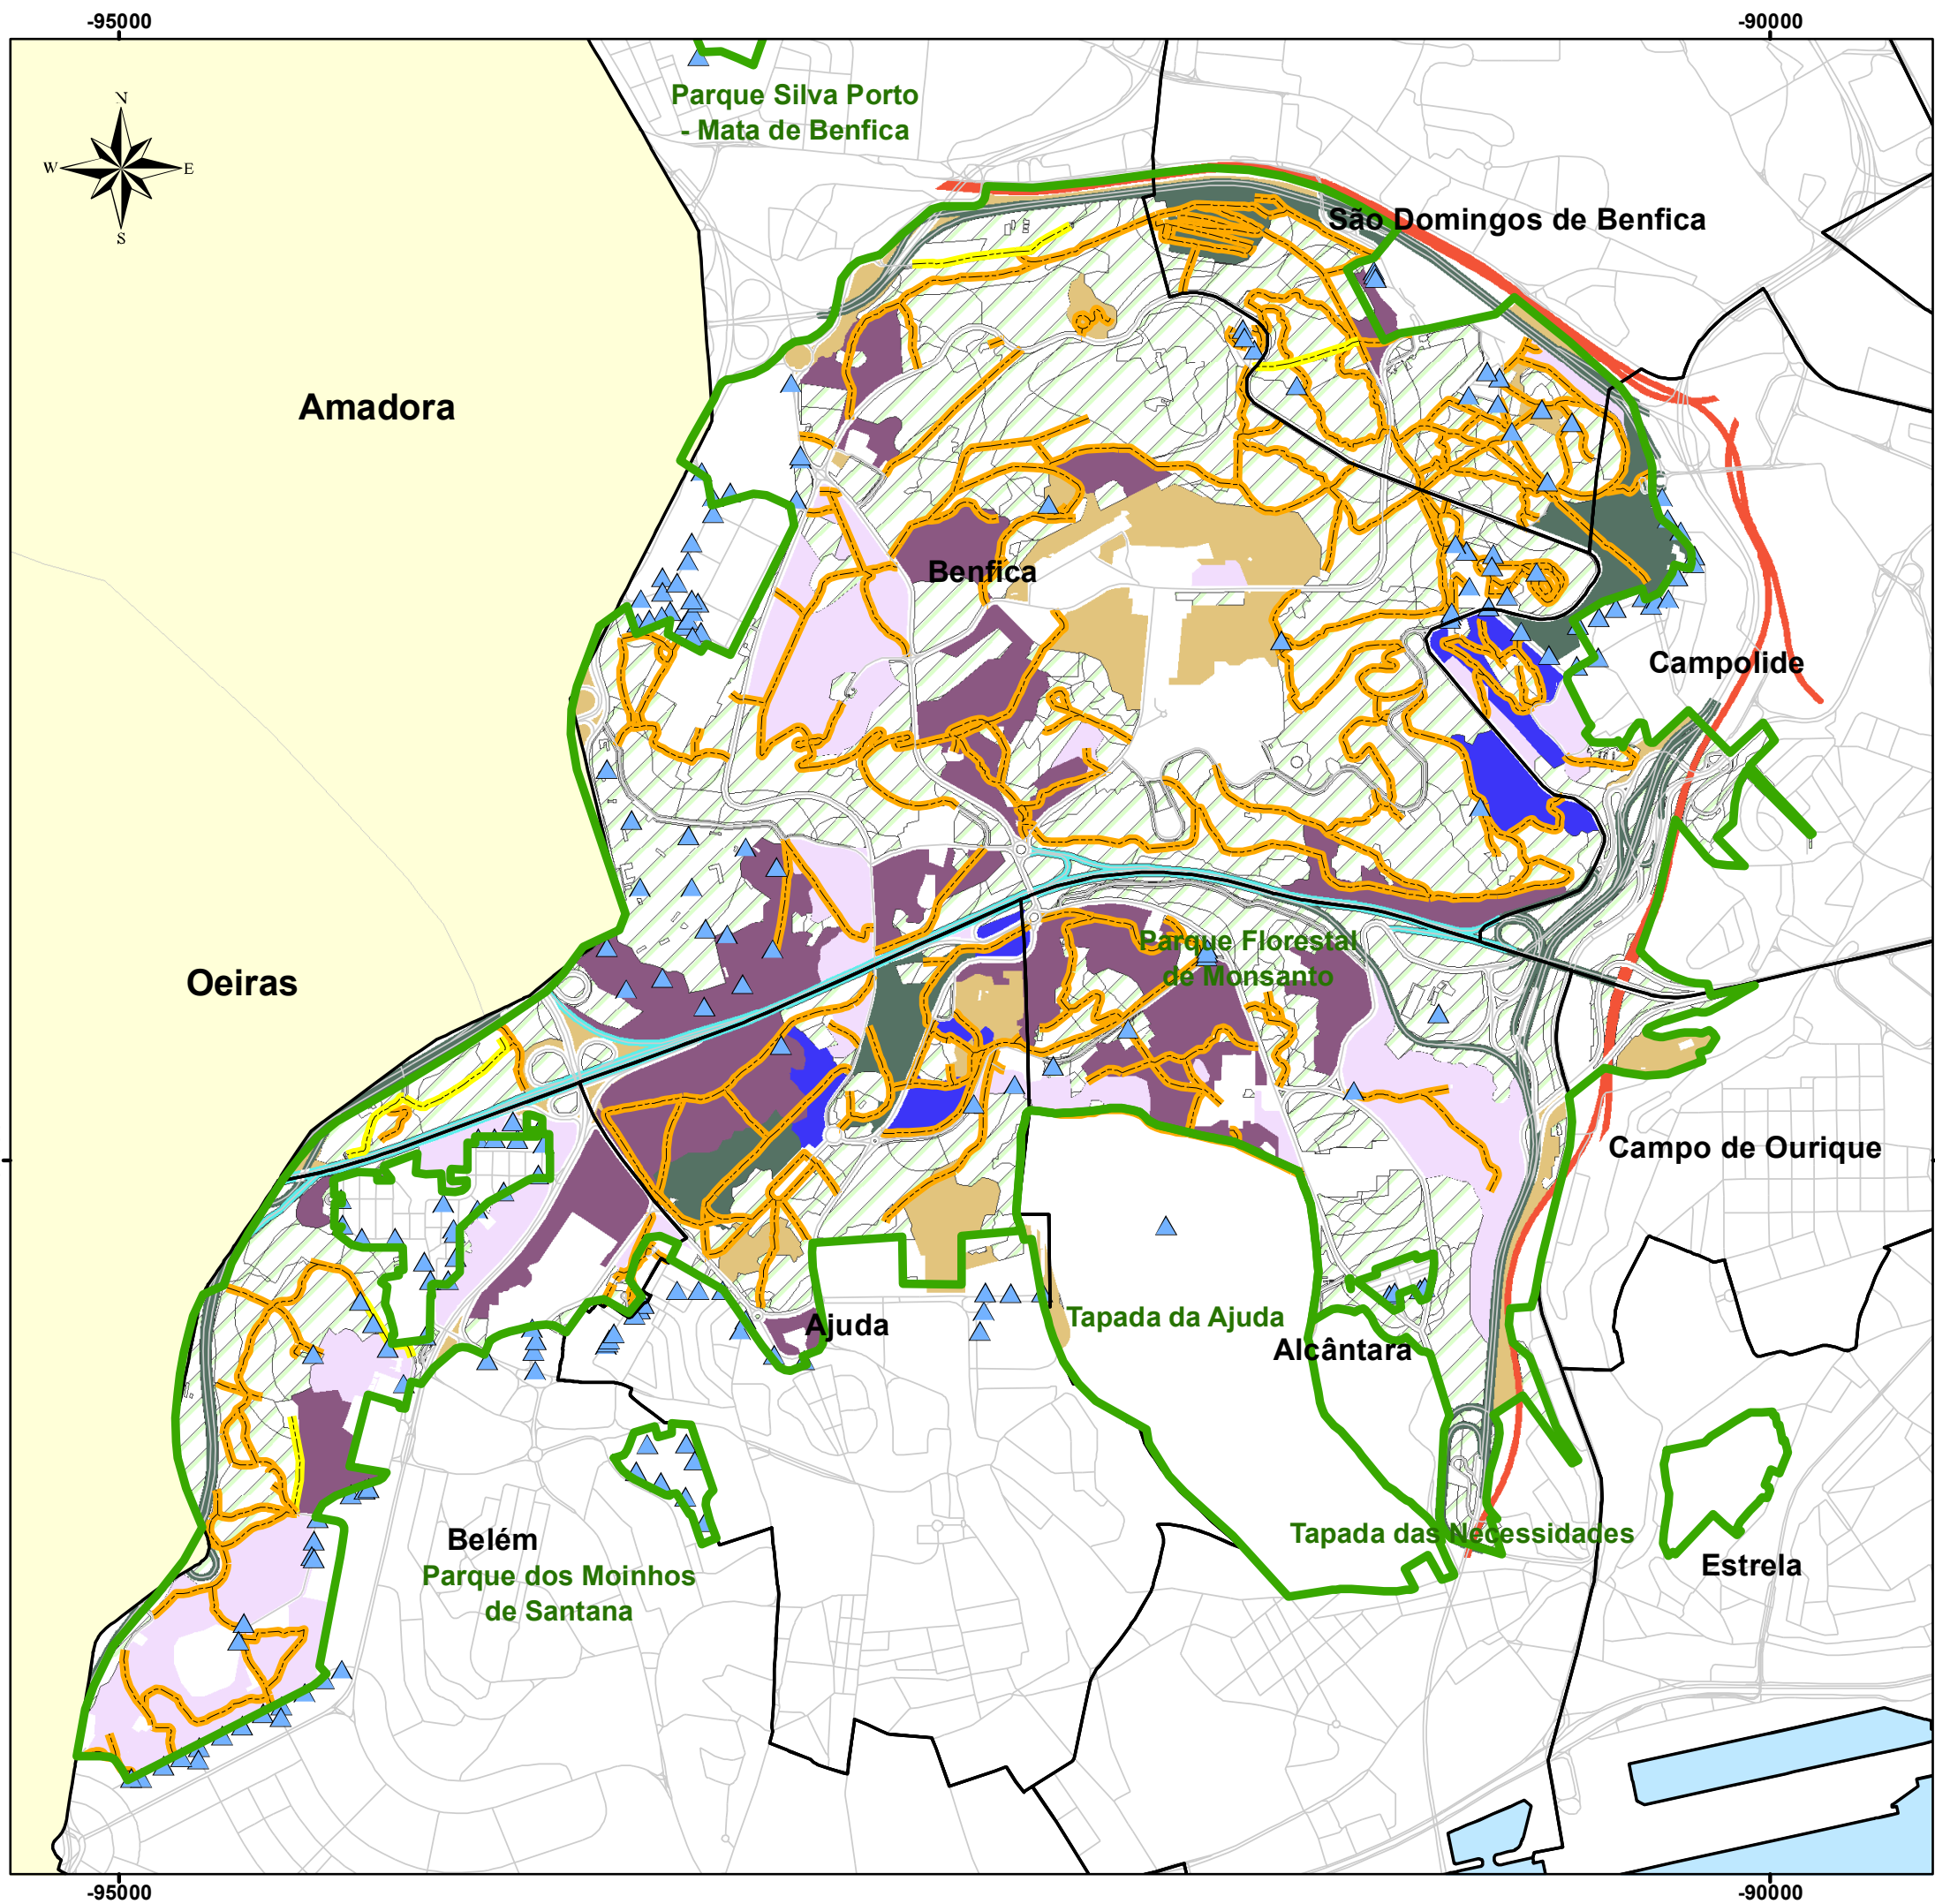 -95000
-90000
Parque Silva Porto
- Mata de Benfica
N
W
E
S
São Domingos de Benfica
Amadora
Benfica
Campolide
Parque Florestal
de Monsanto
Oeiras
Campo de Ourique
Tapada da Ajuda
Ajuda
Alcântara
Tapada das Necessidades
Belém
Estrela
Parque dos Moinhos
de Santana
-95000
-90000